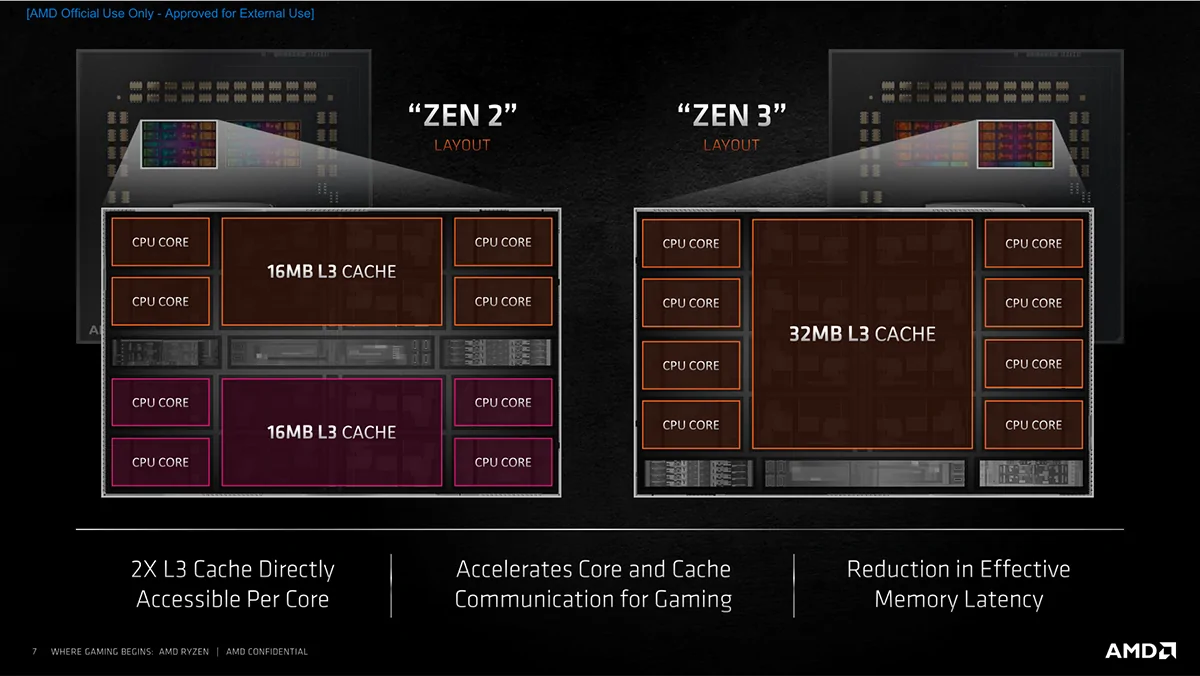 [AMD Official Use Only - Approved for External Use]
“ZEN 2”
LAYOUT
“ZEN 3”
LAYOUT
CPU CORE
16MB L3 CACHE
CPU CORE
CPU CORE
CPU CORE
CPU CORE
16MB L3 CACHE
CPU CORE
CPU CORE
CPU CORE
CPU CORE
32MB L3 CACHE
CPU CORE
CPU CORE
CPU CORE
CPU CORE
CPU CORE
CPU CORE
CPU CORE
2X L3 Cache Directly
Accessible Per Core
Accelerates Core and Cache
Communication for Gaming
Reduction in Effective
Memory Latency
7 WHERE GAMING BEGINS: AMD RYZEN | AMD CONFIDENTIAL
AMD